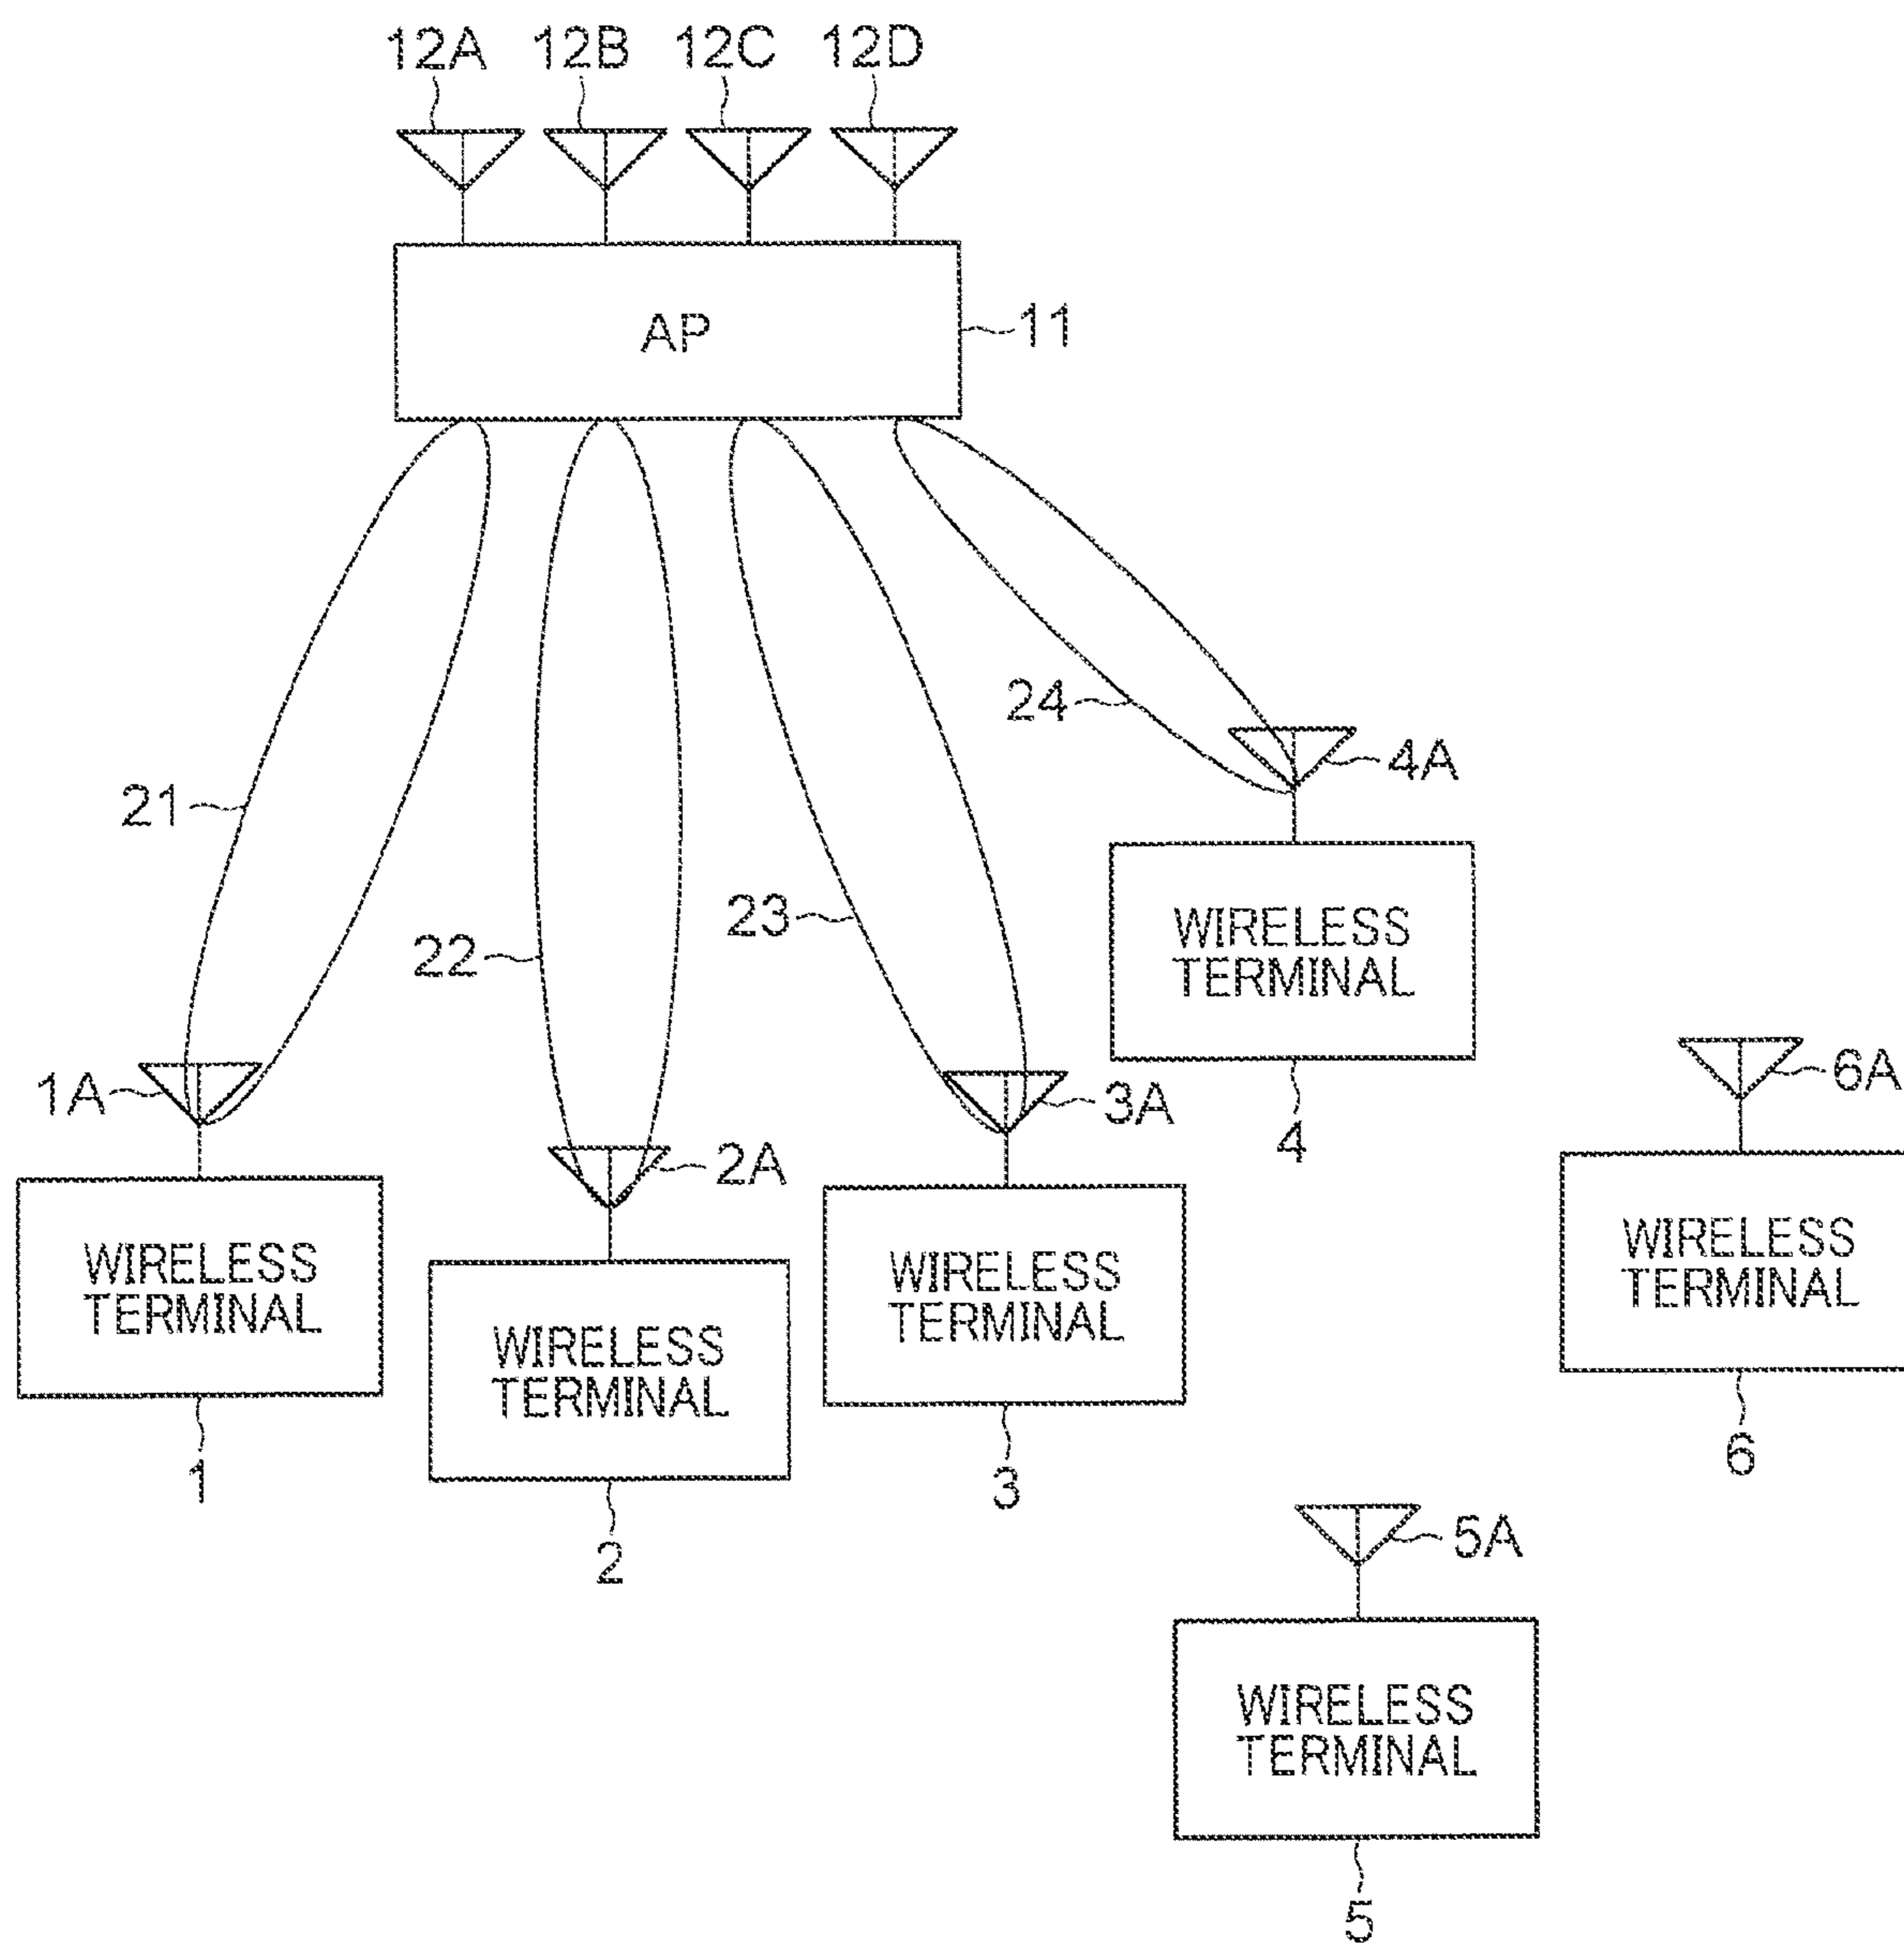 12A 12B 12C 12D
AP
11
21
22
23
24
4A
WIRELESS
TERMINAL
4
1A
WIRELESS
TERMINAL
1
2A
WIRELESS
TERMINAL
2
3A
WIRELESS
TERMINAL
3
6A
WIRELESS
TERMINAL
6
5A
WIRELESS
TERMINAL
5